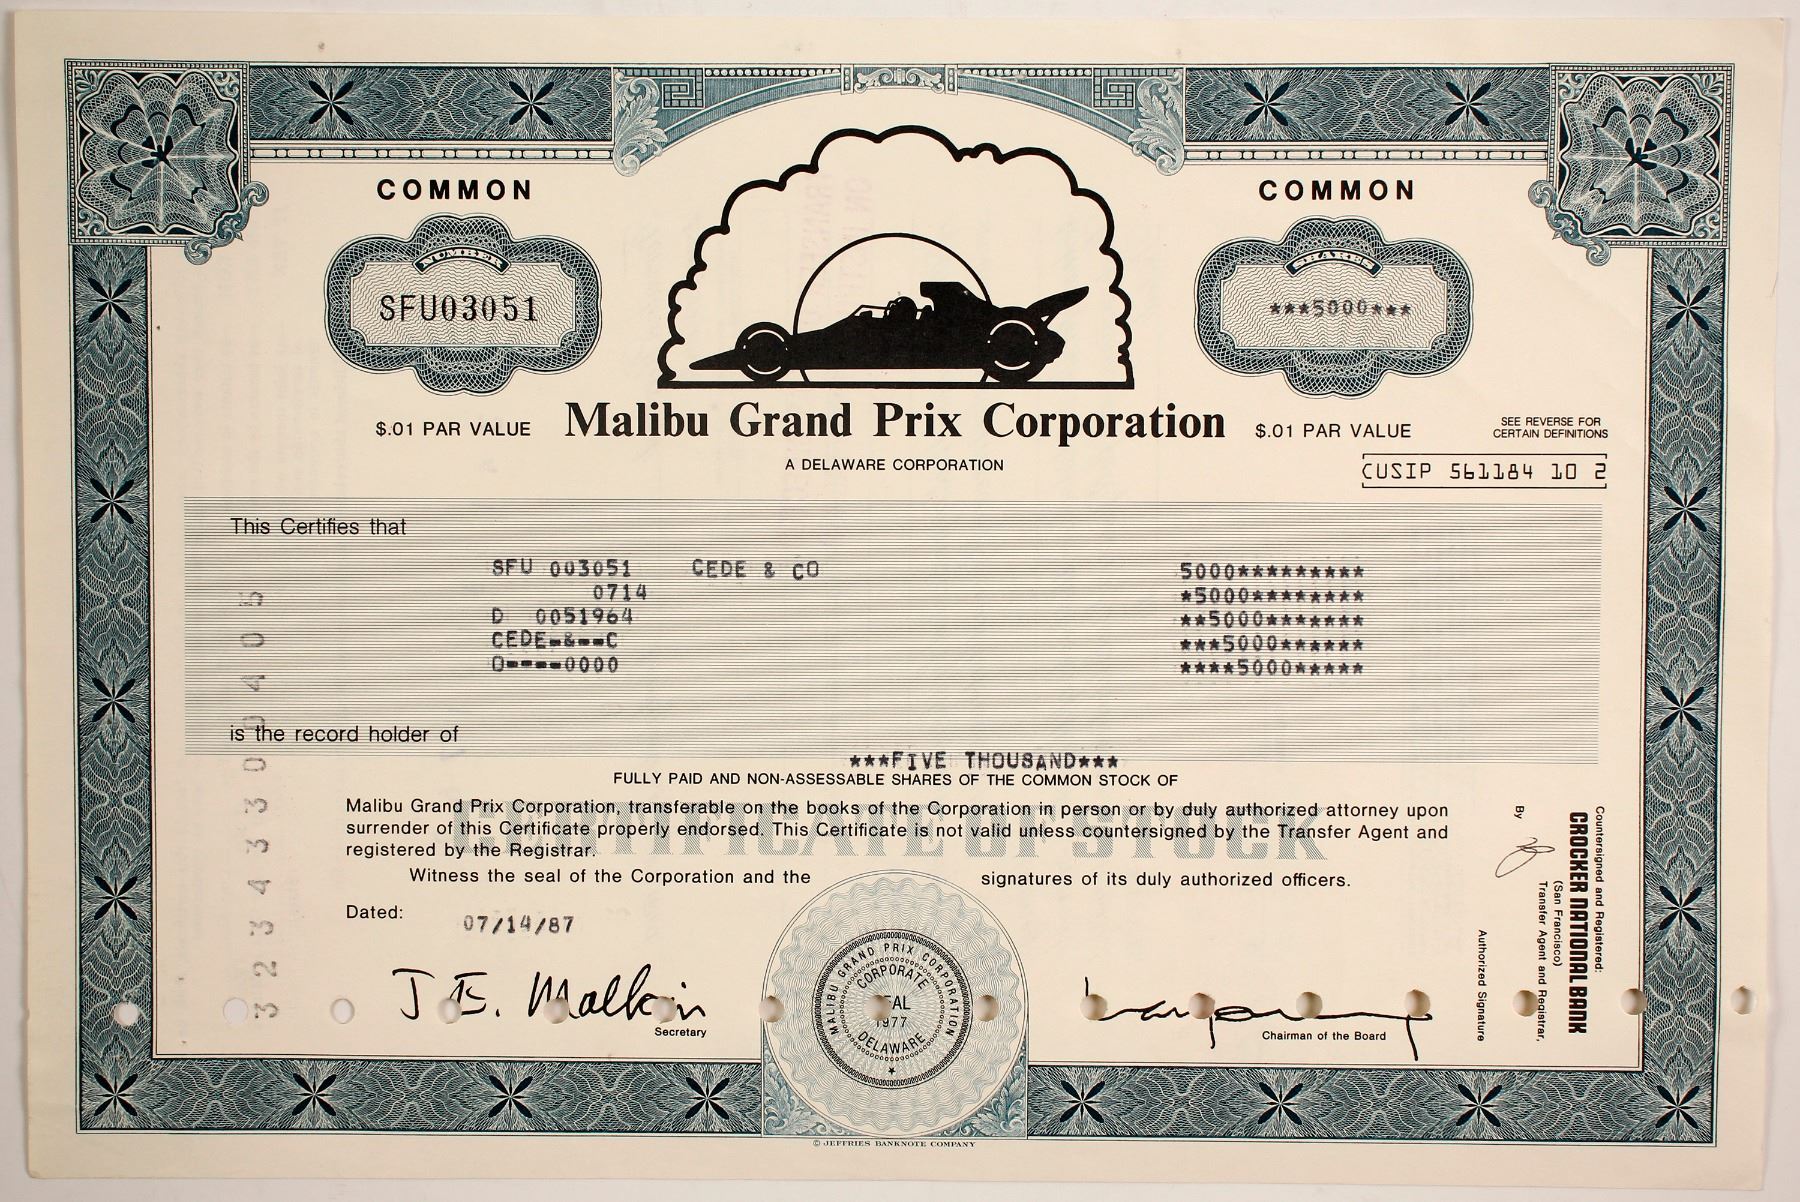 COMMON
COMMON
NUMBER
SHARES
SFU03051
***5000***
$.01 PAR VALUE
Malibu Grand Prix Corporation
$.01 PAR VALUE
SEE REVERSE FOR
CERTAIN DEFINITIONS
A DELAWARE CORPORATION
CUSIP 561184 10 2
This Certifies that
SFU 003051 CEDE & CO 5000*********
0714 *5000********
D 0051964 **5000*******
CEDE-&--C ***5000******
O----0000 ****5000*****
is the record holder of
***FIVE THOUSAND***
FULLY PAID AND NON-ASSESSABLE SHARES OF THE COMMON STOCK OF
CERTIFICATE OF STOCK
Malibu Grand Prix Corporation, transferable on the books of the Corporation in person or by duly authorized attorney upon
surrender of this Certificate properly endorsed. This Certificate is not valid unless countersigned by the Transfer Agent and
registered by the Registrar.
Witness the seal of the Corporation and the signatures of its duly authorized officers.
Dated: 07/14/87
J. E. Malkin
Secretary
MALIBU GRAND PRIX CORPORATION
CORPORATE
SEAL
1977
DELAWARE
Chairman of the Board
Countersigned and Registered:
CROCKER NATIONAL BANK
(San Francisco)
Transfer Agent and Registrar,
By
Authorized Signature
© JEFFRIES BANKNOTE COMPANY